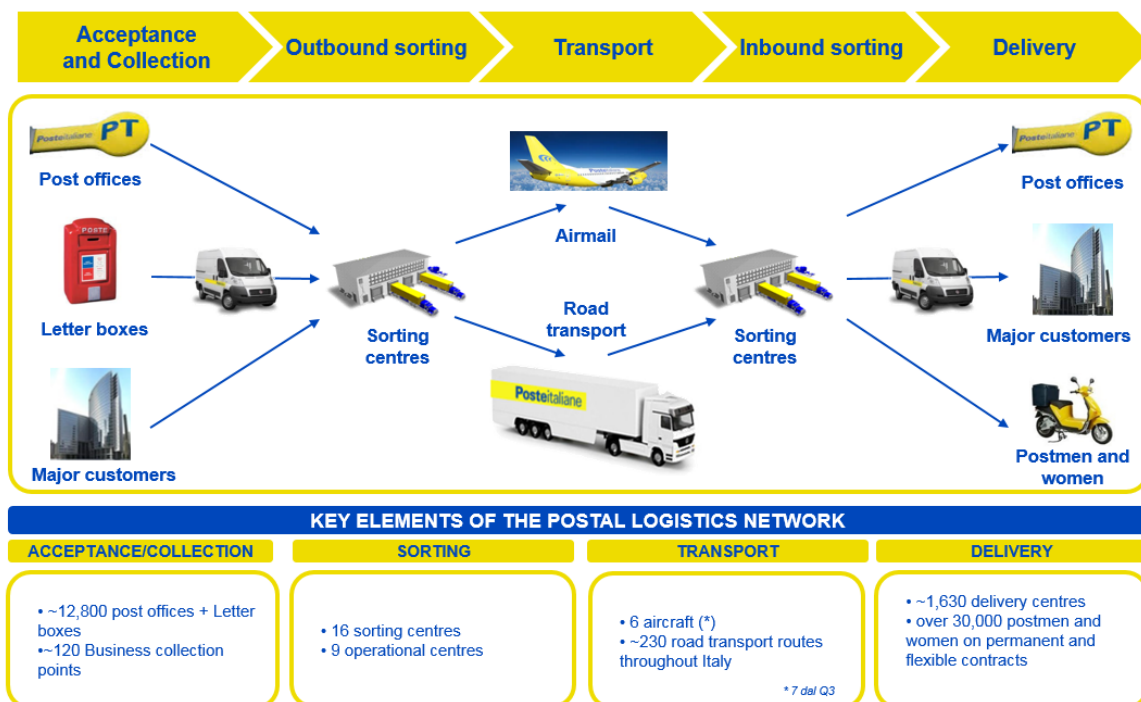 Acceptance
and Collection
Outbound sorting
Transport
Inbound sorting
Delivery
Posteitaliane PT
Post offices
POSTE
Letter boxes
Major customers
Sorting
centres
Airmail
Road
transport
Posteitaliane
Sorting
centres
Posteitaliane PT
Post offices
Major customers
Postmen and
women
KEY ELEMENTS OF THE POSTAL LOGISTICS NETWORK
ACCEPTANCE/COLLECTION
• ~12,800 post offices + Letter
boxes
•~120 Business collection
points
SORTING
• 16 sorting centres
• 9 operational centres
TRANSPORT
• 6 aircraft (*)
• ~230 road transport routes
throughout Italy
* 7 dal Q3
DELIVERY
• ~1,630 delivery centres
• over 30,000 postmen and
women on permanent and
flexible contracts